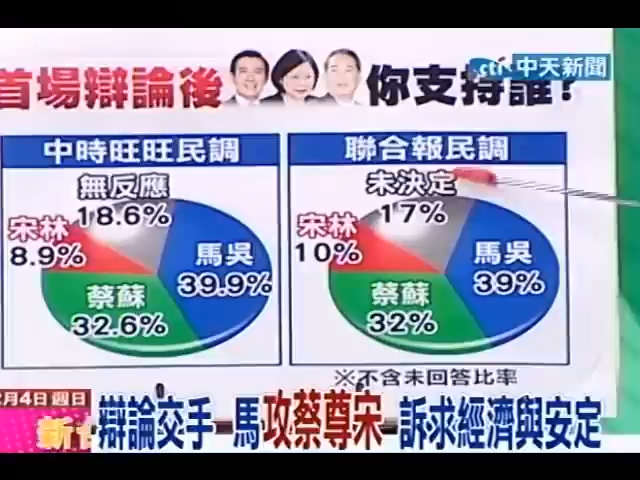 cti 中天新聞
首場辯論後 你支持誰?
中時旺旺民調
無反應
18.6%
宋林
8.9%
馬吳
39.9%
蔡蘇
32.6%
聯合報民調
未決定
17%
宋林
10%
馬吳
39%
蔡蘇
32%
※不含未回答比率
2月4日週日
新台
辯論交手 馬攻蔡尊宋 訴求經濟與安定